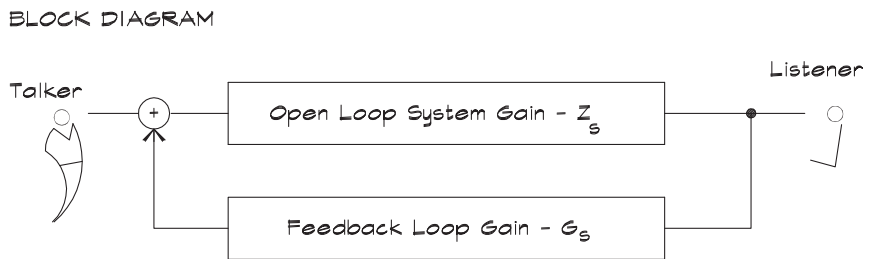 BLOCK DIAGRAM
Talker
Listener
+
Open Loop System Gain - Zs
Feedback Loop Gain - Gs